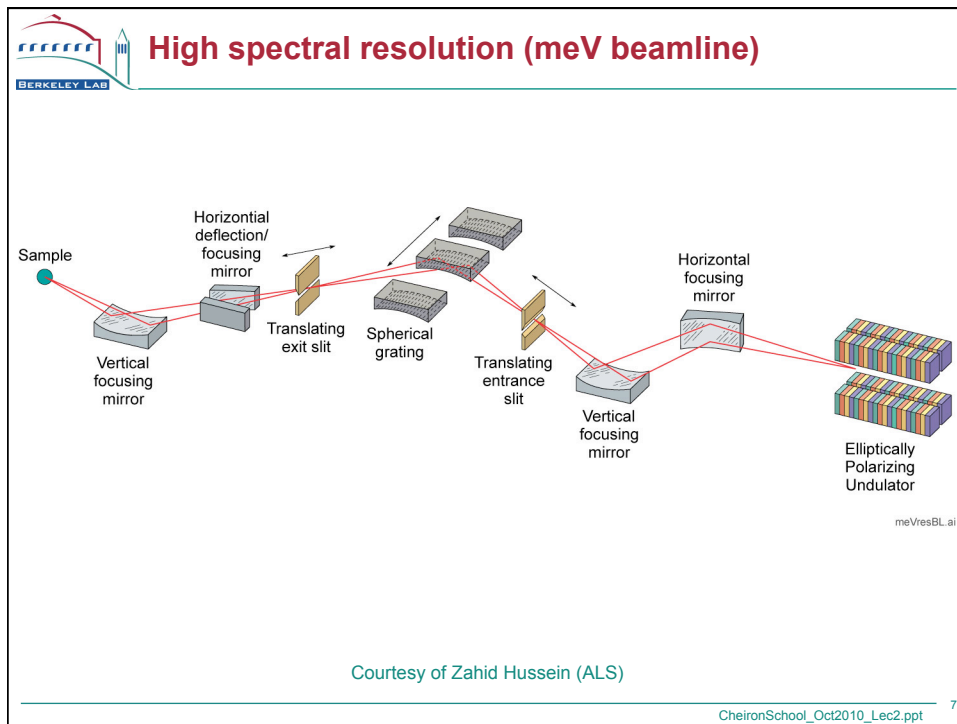 BERKELEY LAB
High spectral resolution (meV beamline)
Sample
Vertical
focusing
mirror
Horizontial
deflection/
focusing
mirror
Translating
exit slit
Spherical
grating
Translating
entrance
slit
Vertical
focusing
mirror
Horizontal
focusing
mirror
Elliptically
Polarizing
Undulator
meVresBL.ai
Courtesy of Zahid Hussein (ALS)
CheironSchool_Oct2010_Lec2.ppt
7